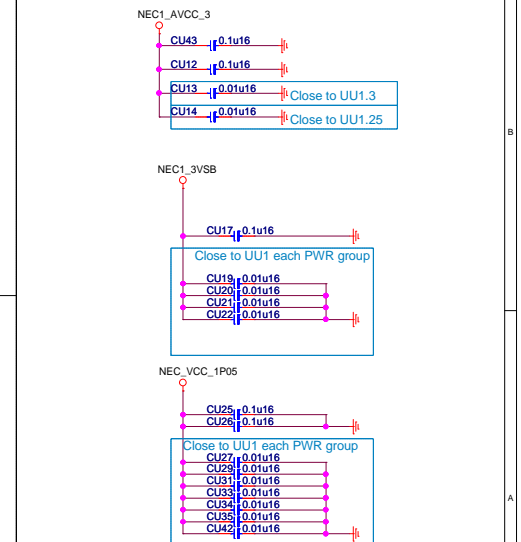 NEC1_AVCC_3
CU43 0.1u16
CU12 0.1u16
CU13 0.01u16 Close to UU1.3
CU14 0.01u16 Close to UU1.25
B
NEC1_3VSB
CU17 0.1u16
Close to UU1 each PWR group
CU19 0.01u16
CU20 0.01u16
CU21 0.01u16
CU22 0.01u16
NEC_VCC_1P05
CU25 0.1u16
CU26 0.1u16
Close to UU1 each PWR group
CU27 0.01u16
CU29 0.01u16
CU31 0.01u16
CU33 0.01u16
A
CU34 0.01u16
CU35 0.01u16
CU42 0.01u16